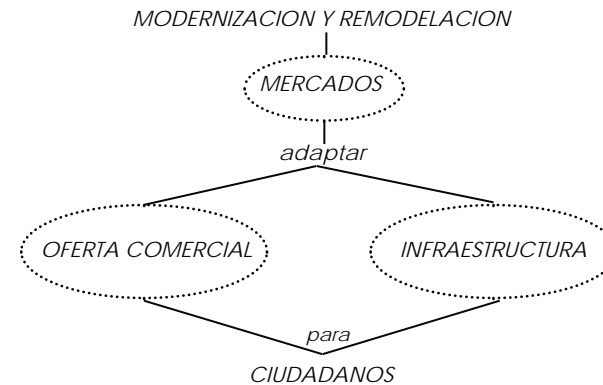 MODERNIZACION Y REMODELACION
MERCADOS
adaptar
OFERTA COMERCIAL
INFRAESTRUCTURA
para
CIUDADANOS